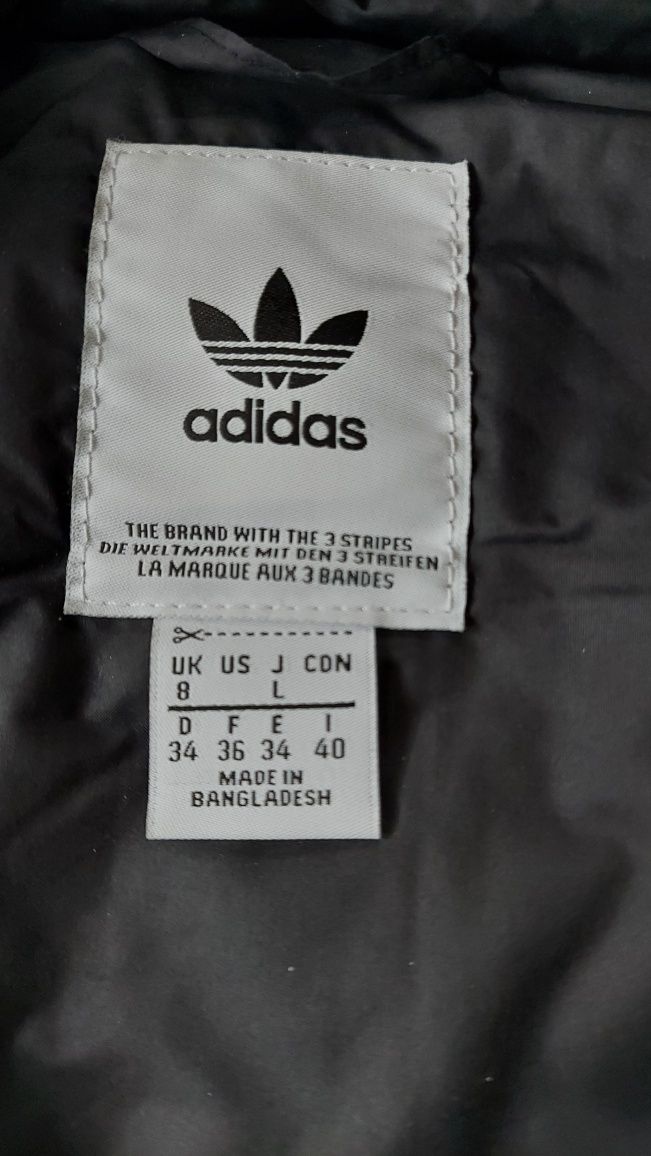 adidas
THE BRAND WITH THE 3 STRIPES
DIE WELTMARKE MIT DEN 3 STREIFEN
LA MARQUE AUX 3 BANDES
UK US J CDN
8 L
D F E I
34 36 34 40
MADE IN
BANGLADESH